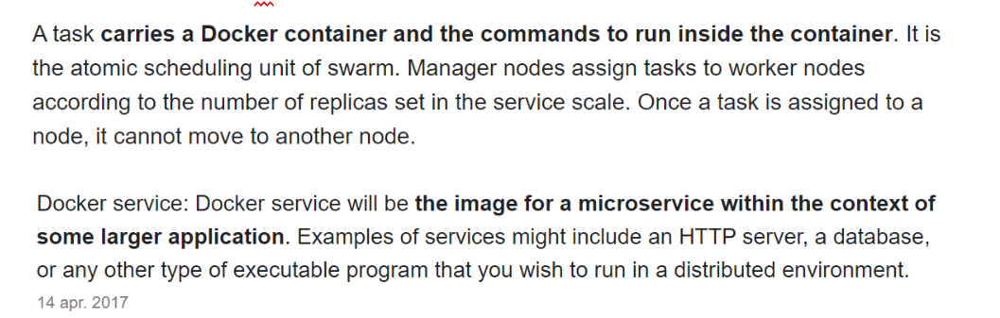 A task carries a Docker container and the commands to run inside the container. It is
the atomic scheduling unit of swarm. Manager nodes assign tasks to worker nodes
according to the number of replicas set in the service scale. Once a task is assigned to a
node, it cannot move to another node.
Docker service: Docker service will be the image for a microservice within the context of
some larger application. Examples of services might include an HTTP server, a database,
or any other type of executable program that you wish to run in a distributed environment.
14 apr. 2017